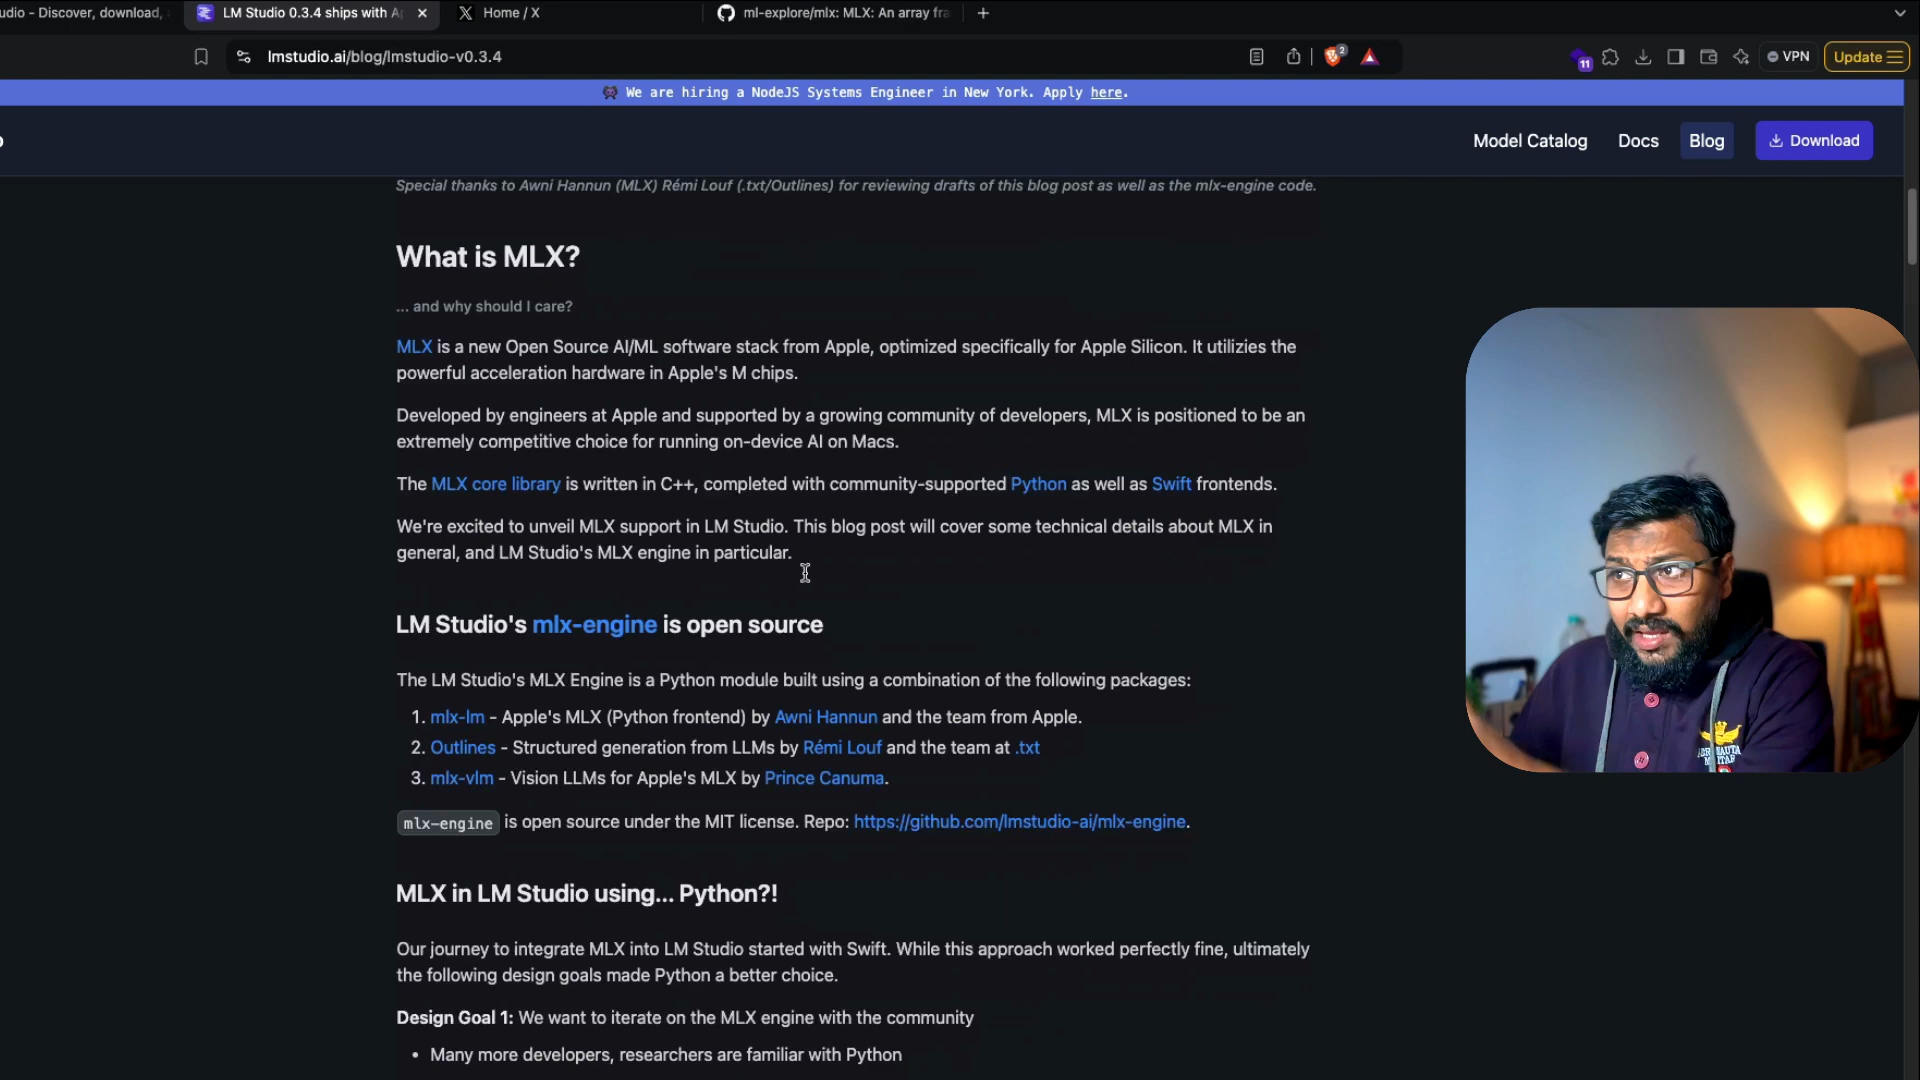 udio - Discover, download,
LM Studio 0.3.4 ships with Ap
Home / X
ml-explore/mlx: MLX: An array fra
lmstudio.ai/blog/lmstudio-v0.3.4
2
11
VPN
Update
👾 We are hiring a NodeJS Systems Engineer in New York. Apply here.
Model Catalog
Docs
Blog
Download
Special thanks to Awni Hannun (MLX) Rémi Louf (.txt/Outlines) for reviewing drafts of this blog post as well as the mlx-engine code.
What is MLX?
... and why should I care?
MLX is a new Open Source AI/ML software stack from Apple, optimized specifically for Apple Silicon. It utilizies the
powerful acceleration hardware in Apple's M chips.
Developed by engineers at Apple and supported by a growing community of developers, MLX is positioned to be an
extremely competitive choice for running on-device AI on Macs.
The MLX core library is written in C++, completed with community-supported Python as well as Swift frontends.
We're excited to unveil MLX support in LM Studio. This blog post will cover some technical details about MLX in
general, and LM Studio's MLX engine in particular.
LM Studio's mlx-engine is open source
The LM Studio's MLX Engine is a Python module built using a combination of the following packages:
1. mlx-lm - Apple's MLX (Python frontend) by Awni Hannun and the team from Apple.
2. Outlines - Structured generation from LLMs by Rémi Louf and the team at .txt
3. mlx-vlm - Vision LLMs for Apple's MLX by Prince Canuma.
mlx-engine is open source under the MIT license. Repo: https://github.com/lmstudio-ai/mlx-engine.
MLX in LM Studio using... Python?!
Our journey to integrate MLX into LM Studio started with Swift. While this approach worked perfectly fine, ultimately
the following design goals made Python a better choice.
Design Goal 1: We want to iterate on the MLX engine with the community
• Many more developers, researchers are familiar with Python